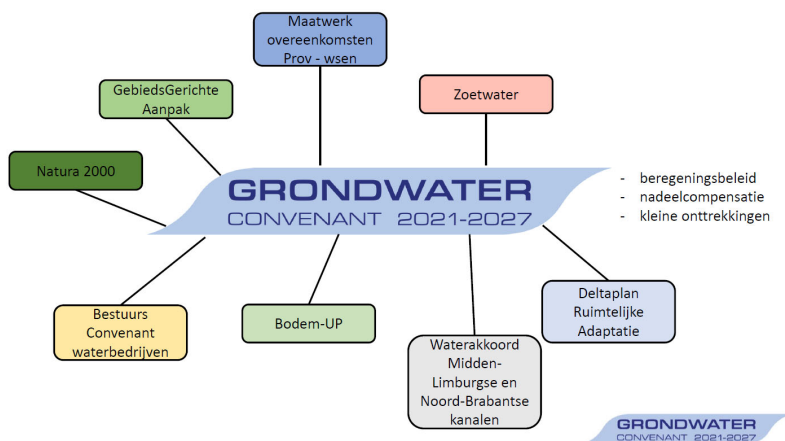 Maatwerk
overeenkomsten
Prov - wsen
GebiedsGerichte
Aanpak
Zoetwater
Natura 2000
GRONDWATER
CONVENANT 2021-2027
- beregeningsbeleid
- nadeelcompensatie
- kleine onttrekkingen
Bestuurs
Convenant
waterbedrijven
Bodem-UP
Waterakkoord
Midden-
Limburgse en
Noord-Brabantse
kanalen
Deltaplan
Ruimtelijke
Adaptatie
GRONDWATER
CONVENANT 2021-2027